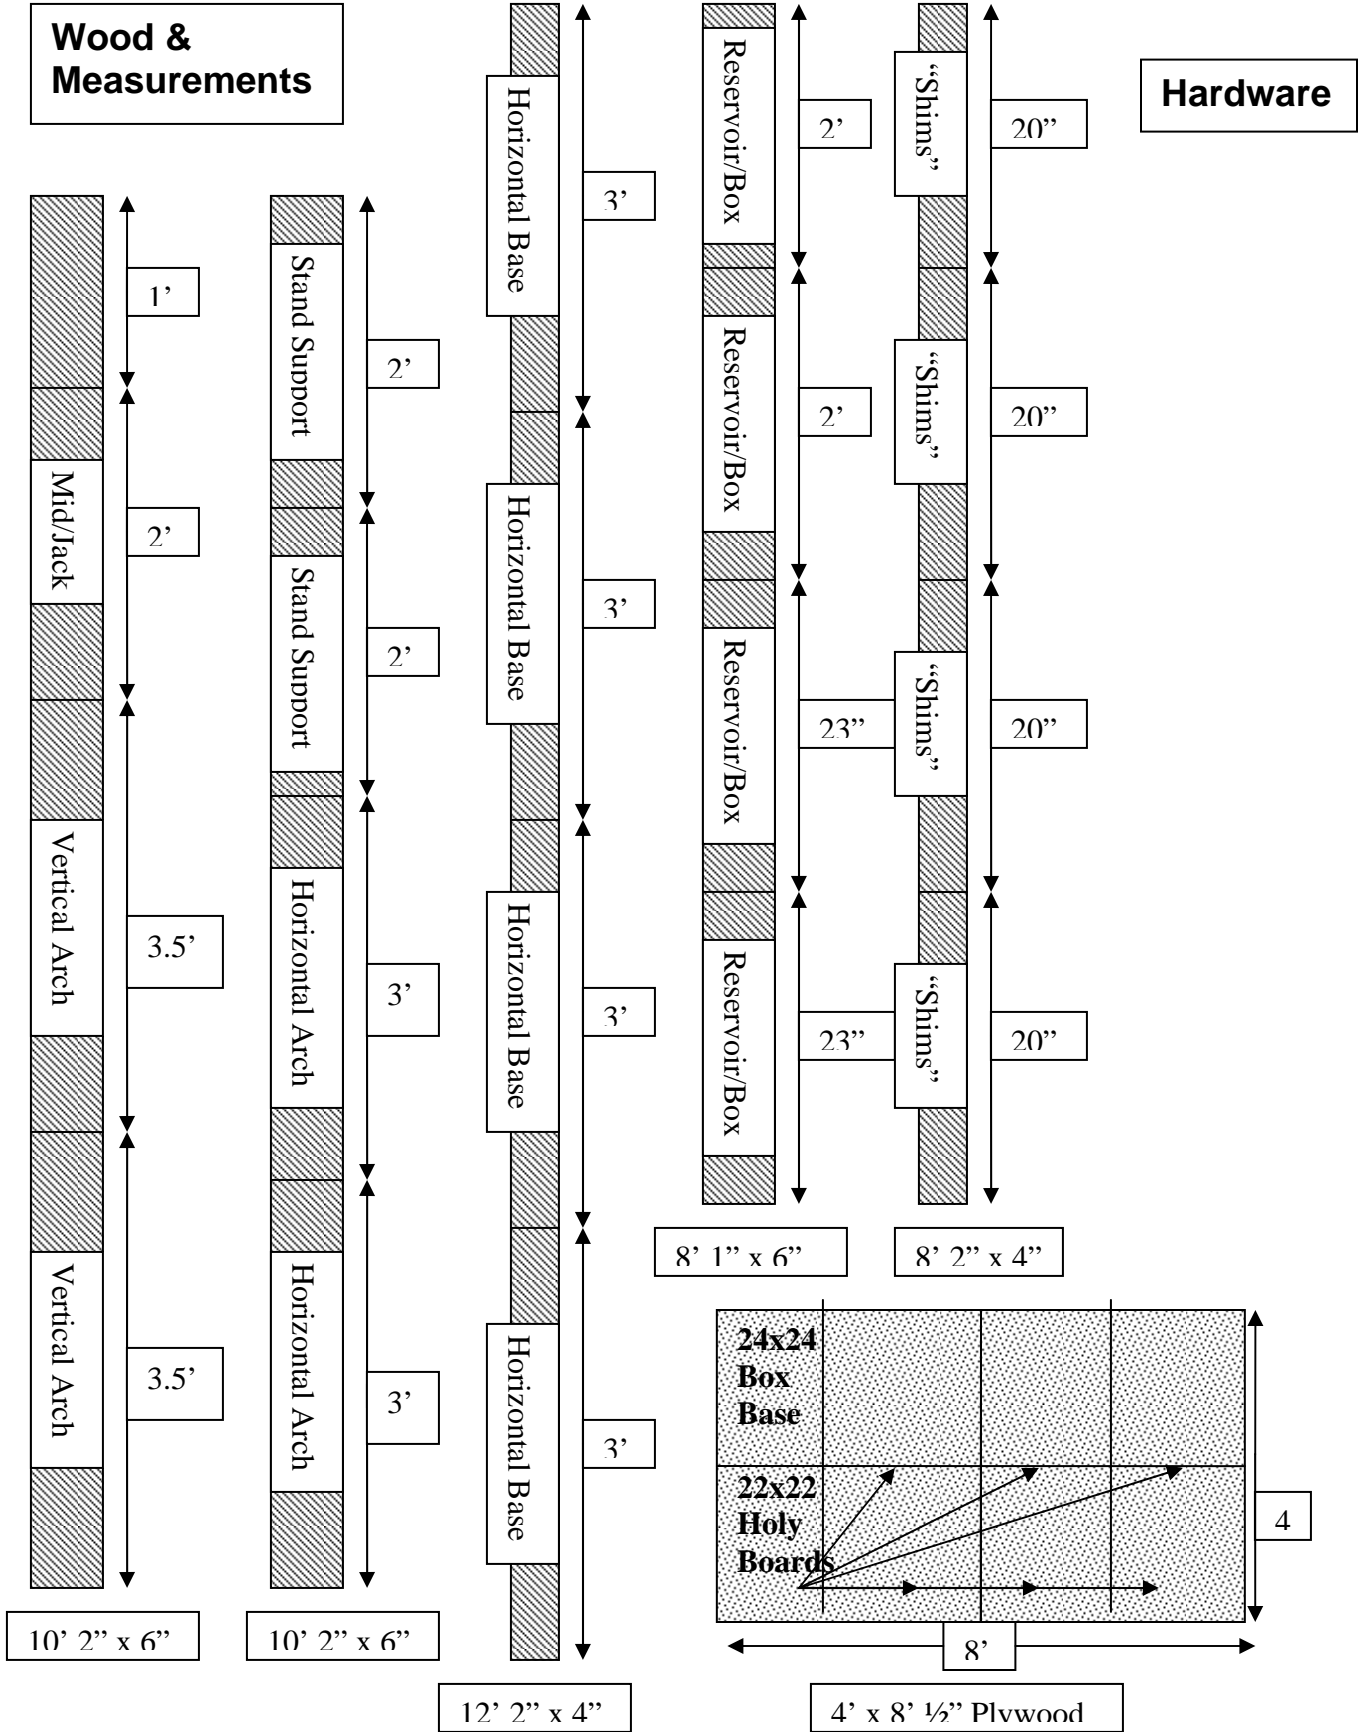 Wood &
Measurements
Hardware
1’
Mid/Jack
2’
Vertical Arch
3.5’
Vertical Arch
3.5’
10’ 2” x 6”
Stand Support
2’
Stand Support
2’
Horizontal Arch
3’
Horizontal Arch
3’
10’ 2” x 6”
Horizontal Base
3’
Horizontal Base
3’
Horizontal Base
3’
Horizontal Base
3’
12’ 2” x 4”
Reservoir/Box
2’
Reservoir/Box
2’
Reservoir/Box
23”
Reservoir/Box
23”
8’ 1” x 6”
“Shims”
20”
“Shims”
20”
“Shims”
20”
“Shims”
20”
8’ 2” x 4”
24x24
Box
Base
22x22
Holy
Boards
4
8’
4’ x 8’ ½” Plywood